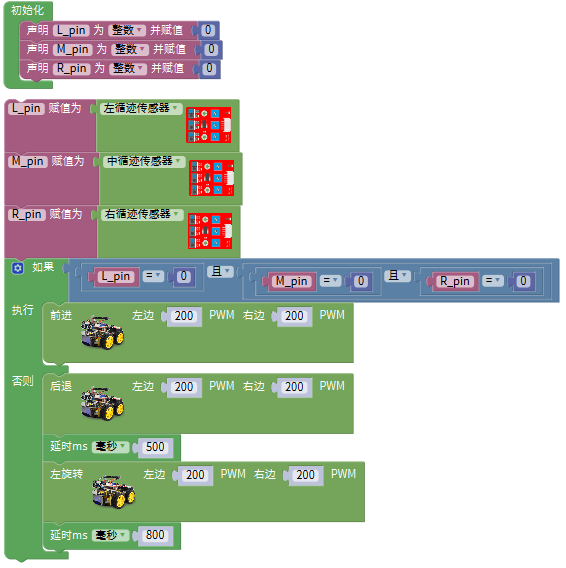 初始化
声明 L_pin 为 整数 并赋值 0
声明 M_pin 为 整数 并赋值 0
声明 R_pin 为 整数 并赋值 0
L_pin 赋值为 左循迹传感器
M_pin 赋值为 中循迹传感器
R_pin 赋值为 右循迹传感器
如果 L_pin = 0 且 M_pin = 0 且 R_pin = 0
执行 前进 左边 200 PWM 右边 200 PWM
否则 后退 左边 200 PWM 右边 200 PWM
延时ms 毫秒 500
左旋转 左边 200 PWM 右边 200 PWM
延时ms 毫秒 800